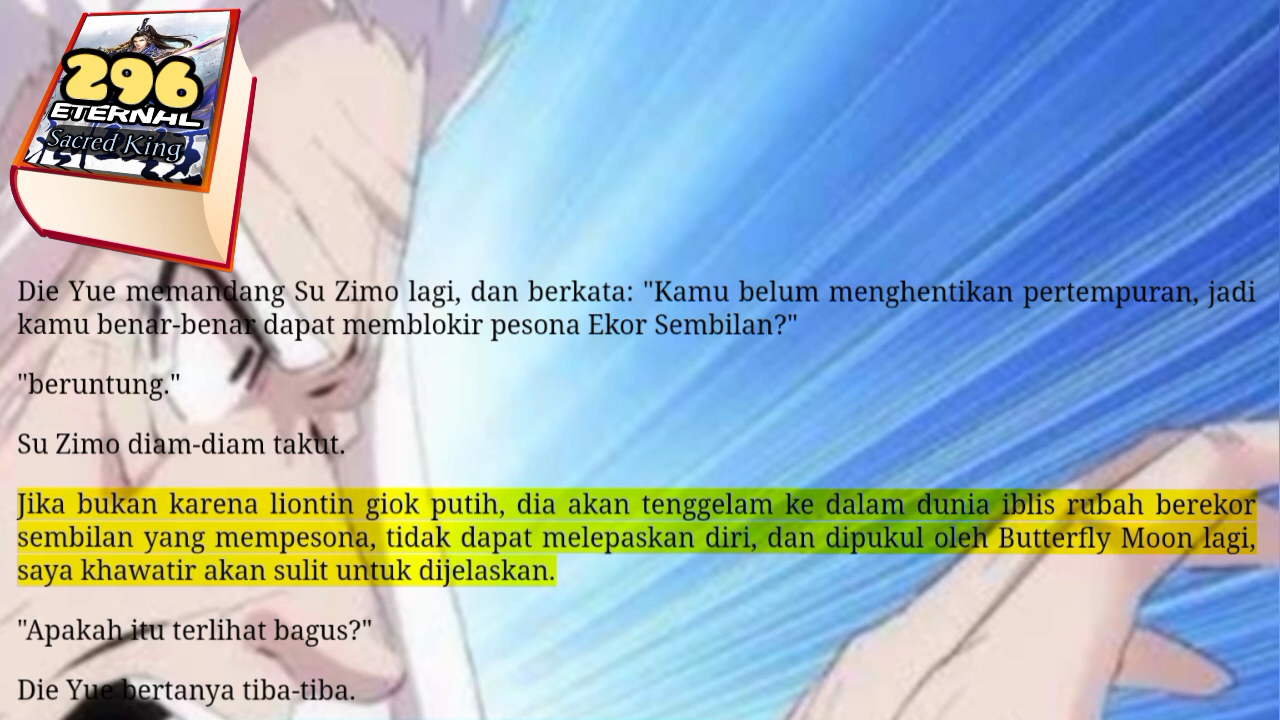 296
ETERNAL
Sacred King
Die Yue memandang Su Zimo lagi, dan berkata: "Kamu belum menghentikan pertempuran, jadi
kamu benar-benar dapat memblokir pesona Ekor Sembilan?"
"beruntung."
Su Zimo diam-diam takut.
Jika bukan karena liontin giok putih, dia akan tenggelam ke dalam dunia iblis rubah berekor
sembilan yang mempesona, tidak dapat melepaskan diri, dan dipukul oleh Butterfly Moon lagi,
saya khawatir akan sulit untuk dijelaskan.
"Apakah itu terlihat bagus?"
Die Yue bertanya tiba-tiba.